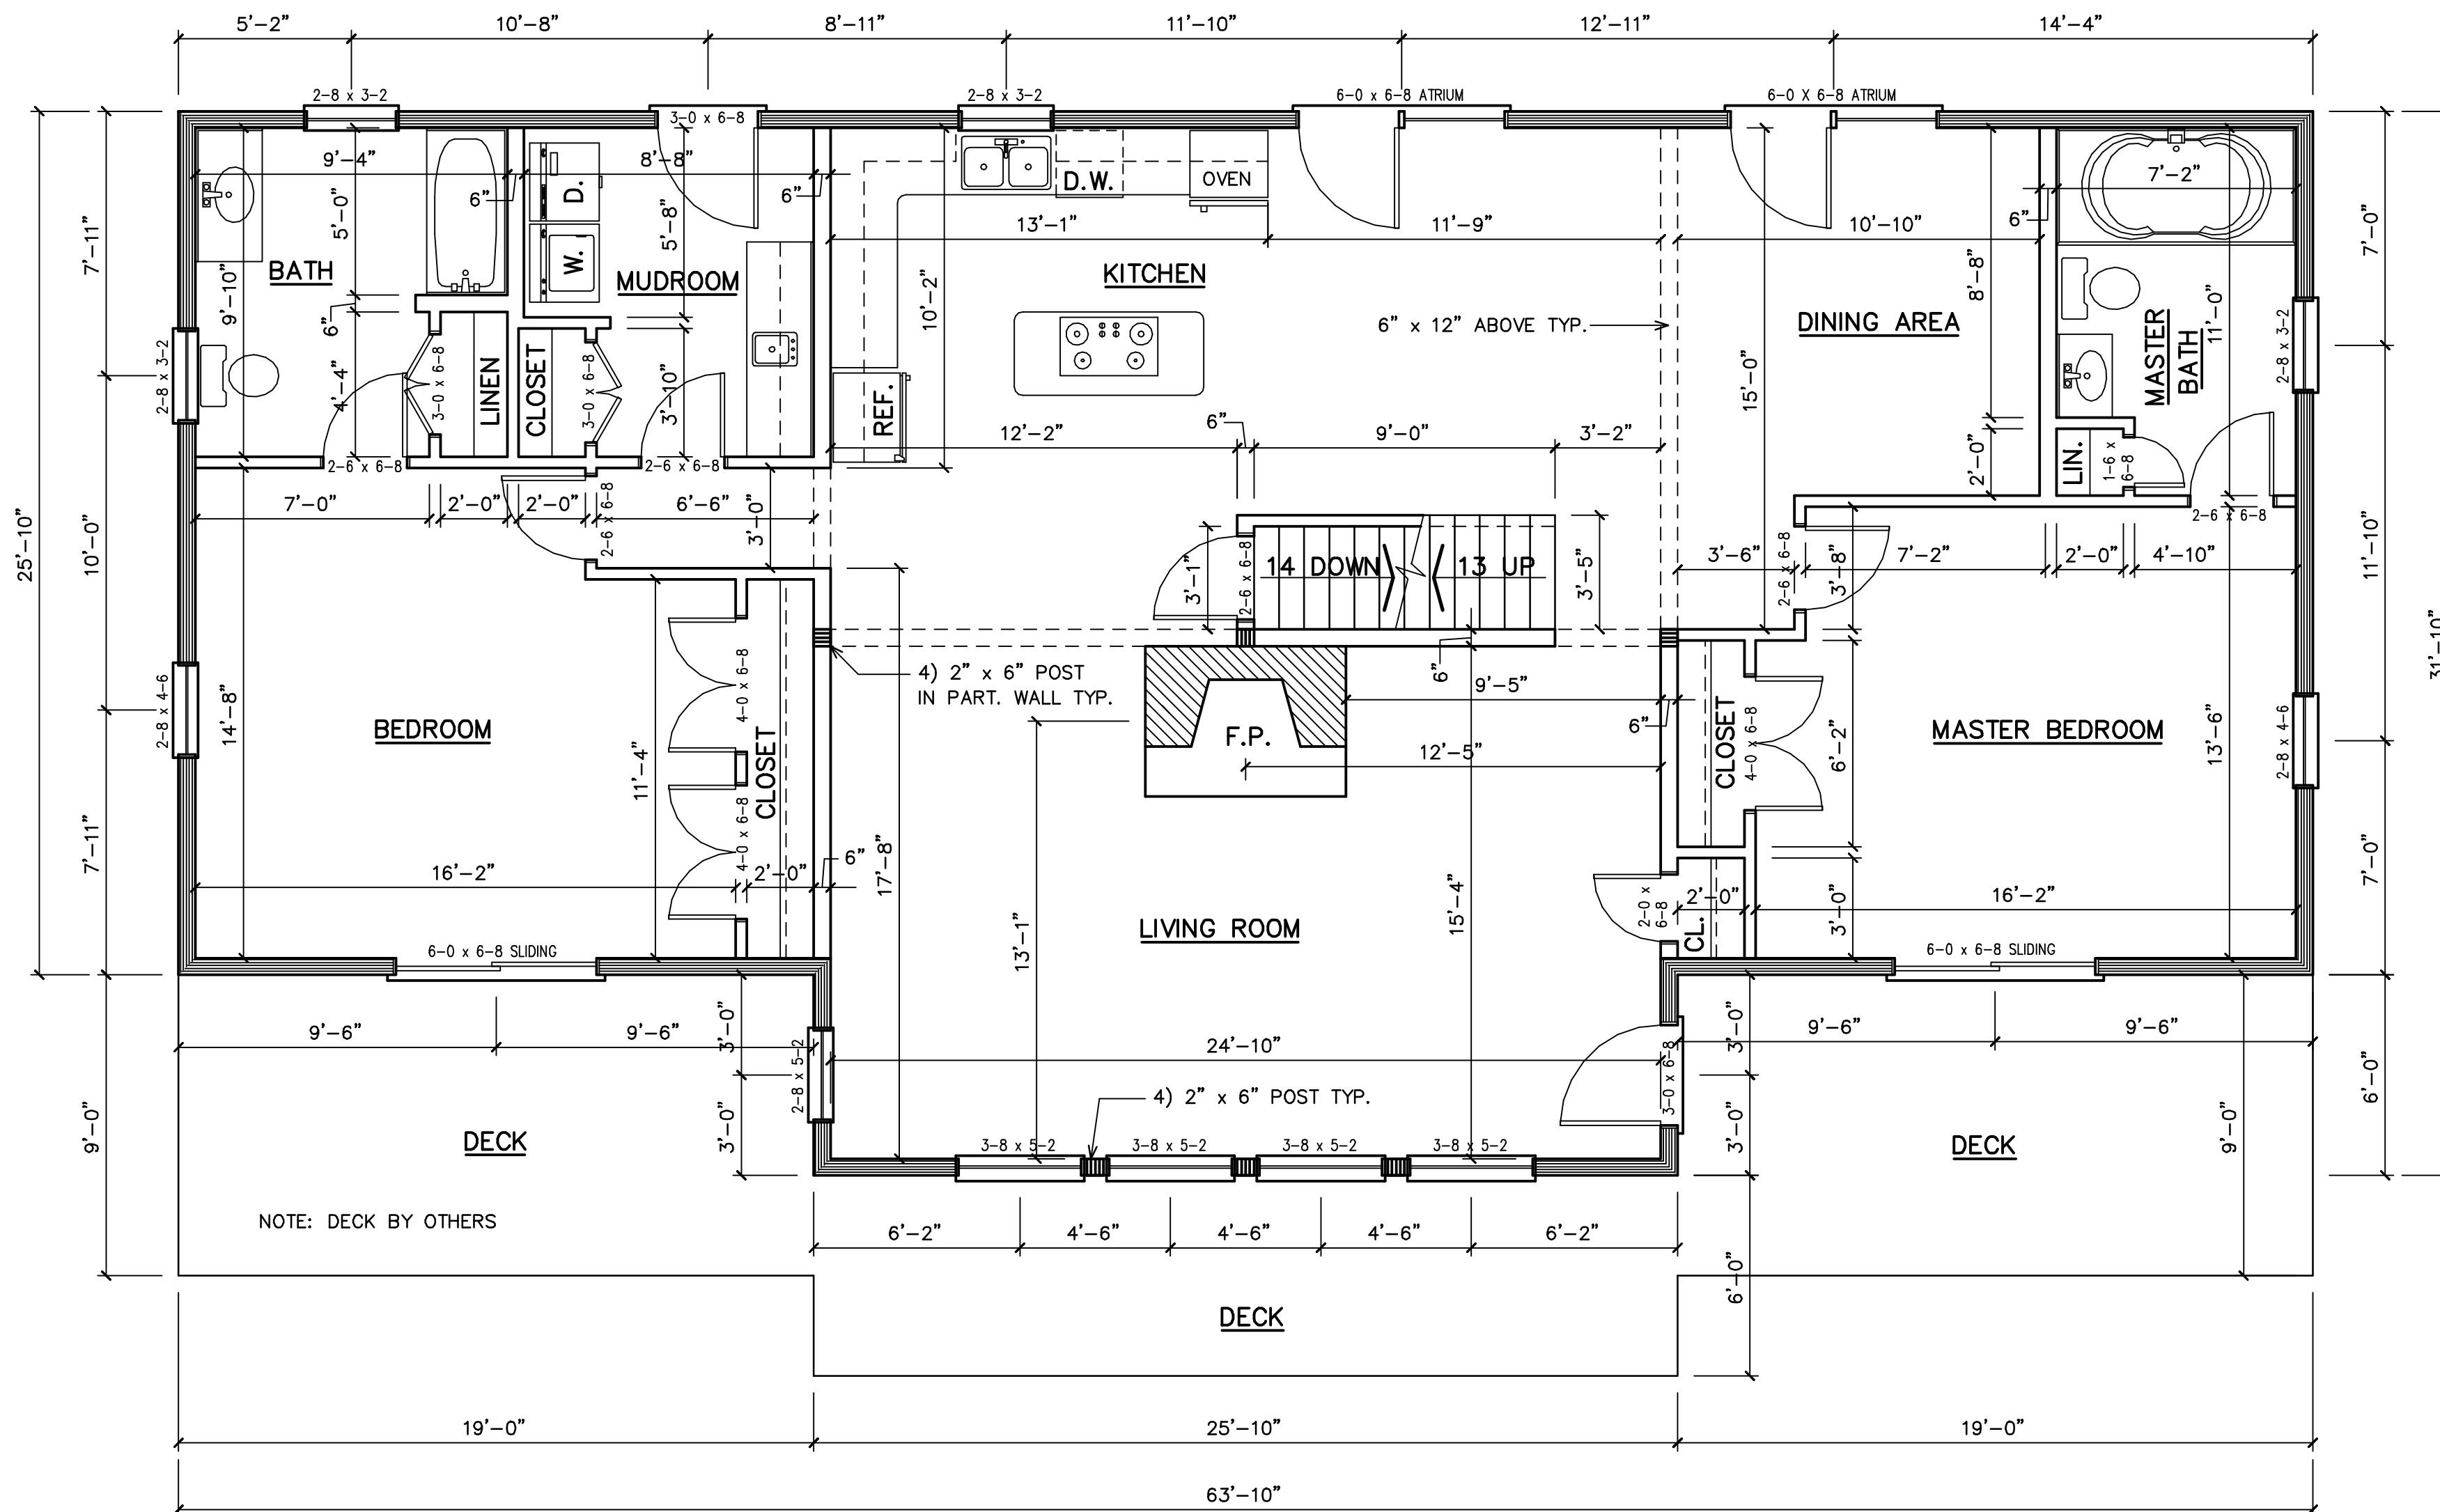 5'-2" 10'-8" 8'-11" 11'-10" 12'-11" 14'-4"
2-8 x 3-2 3-0 x 6-8 2-8 x 3-2 6-0 x 6-8 ATRIUM 6-0 X 6-8 ATRIUM
9'-4" 6" 8'-8" 6" D. D.W. OVEN 7'-2" 6"
5'-0" 5'-8" W. 13'-1" 11'-9" 10'-10"
7'-11" 7'-0"
BATH MUDROOM KITCHEN DINING AREA MASTER BATH
9'-10" 6" 10'-2" 8'-8" 11'-0"
6" x 12" ABOVE TYP.
2-8 x 3-2 4'-4" 3-0 x 6-8 LINEN CLOSET 3-0 x 6-8 3'-10" REF. 15'-0" 2-8 x 3-2
12'-2" 6" 9'-0" 3'-2"
2'-0" LIN. 1-6 x 6-8
2-6 x 6-8 2-6 x 6-8
7'-0" 2'-0" 2'-0" 6'-6" 2-6 x 6-8
25'-10" 10'-0" 2-6 x 6-8 3'-0" 11'-10" 31'-10"
3'-1" 2-6 x 6-8 14 DOWN 13 UP 3'-5" 3'-6" 2-6 x 6-8 3'-8" 7'-2" 2'-0" 4'-10"
4) 2" x 6" POST
IN PART. WALL TYP.
6" 9'-5" 6"
2-8 x 4-6 14'-8" BEDROOM 11'-4" 4-0 x 6-8 CLOSET F.P. 12'-5" CLOSET 4-0 x 6-8 6'-2" MASTER BEDROOM 13'-6" 2-8 x 4-6
7'-11" 4-0 x 6-8 7'-0"
16'-2" 2'-0" 6" 17'-8" 13'-1" 15'-4" 2-0 x 6-8 2'-0" CL. 3'-0" 16'-2"
LIVING ROOM
6-0 x 6-8 SLIDING 6-0 x 6-8 SLIDING
9'-6" 9'-6" 3'-0" 2-8 x 5-2 24'-10" 3-0 x 6-8 3'-0" 9'-6" 9'-6"
4) 2" x 6" POST TYP.
9'-0" DECK 3'-0" 3-8 x 5-2 3-8 x 5-2 3-8 x 5-2 3-8 x 5-2 3'-0" DECK 9'-0" 6'-0"
NOTE: DECK BY OTHERS
6'-2" 4'-6" 4'-6" 4'-6" 6'-2"
6'-0"
DECK
19'-0" 25'-10" 19'-0"
63'-10"